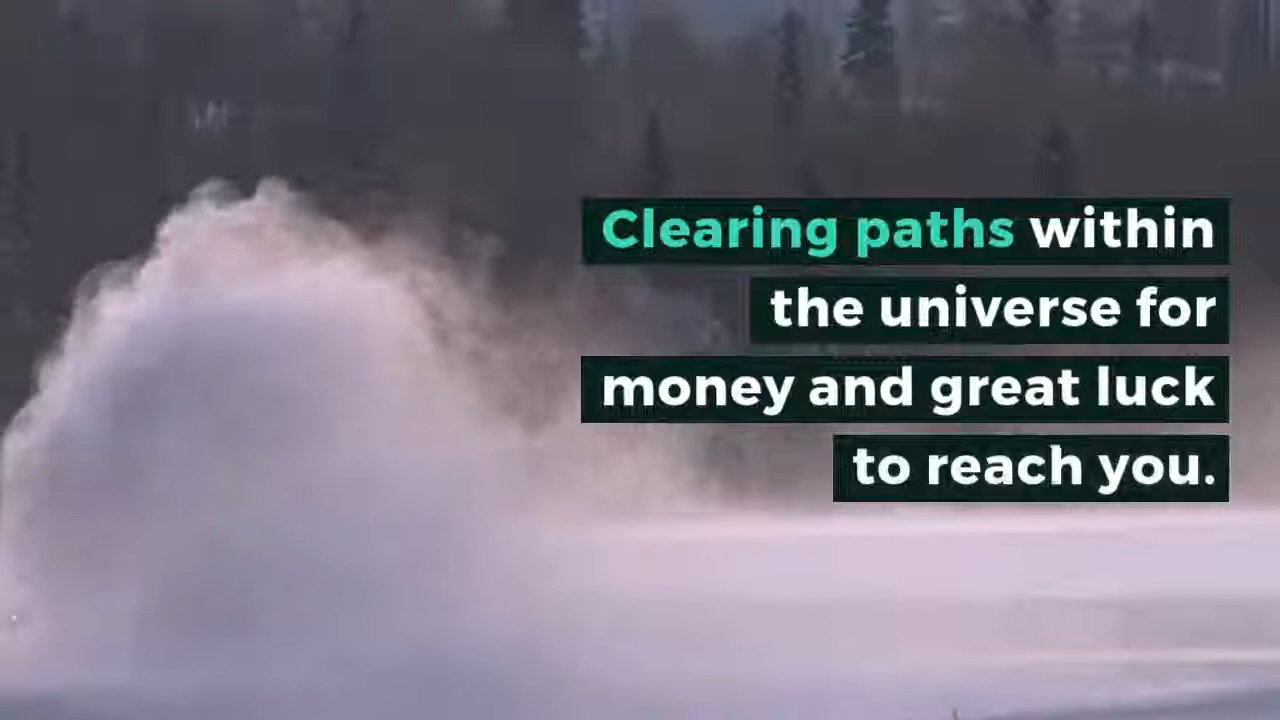 Clearing paths within
the universe for
money and great luck
to reach you.